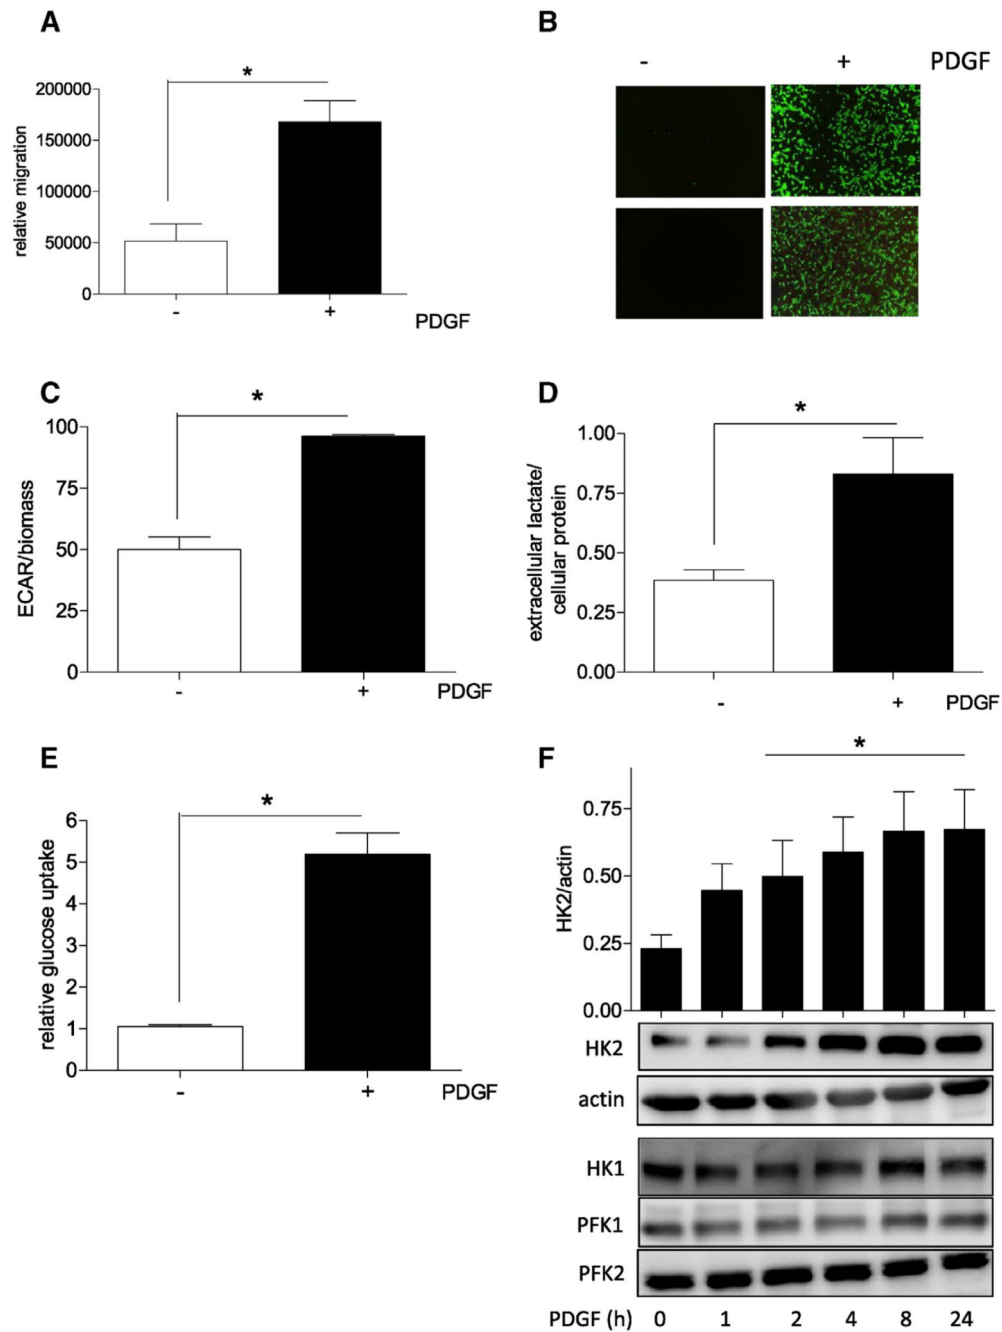 A
*
200000
150000
100000
50000
0
relative migration
- + PDGF
B
- + PDGF
C
*
100
75
50
25
0
ECAR/biomass
- + PDGF
D
*
1.00
0.75
0.50
0.25
0.00
extracellular lactate/
cellular protein
- + PDGF
E
*
6
5
4
3
2
1
0
relative glucose uptake
- + PDGF
F
*
0.75
0.50
0.25
0.00
HK2/actin
HK2
actin
HK1
PFK1
PFK2
PDGF (h) 0 1 2 4 8 24